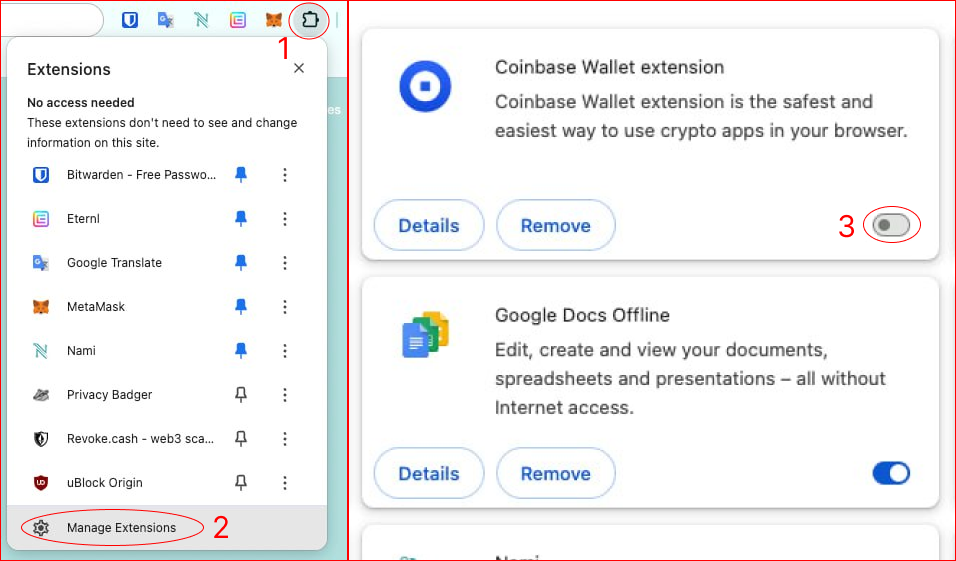 1
Extensions
No access needed
These extensions don't need to see and change
information on this site.
es
Bitwarden - Free Passwo...
Eternl
Google Translate
MetaMask
Nami
Privacy Badger
Revoke.cash - web3 sca...
uBlock Origin
Manage Extensions
2
Coinbase Wallet extension
Coinbase Wallet extension is the safest and
easiest way to use crypto apps in your browser.
Details
Remove
3
Google Docs Offline
Edit, create and view your documents,
spreadsheets and presentations – all without
Internet access.
Details
Remove